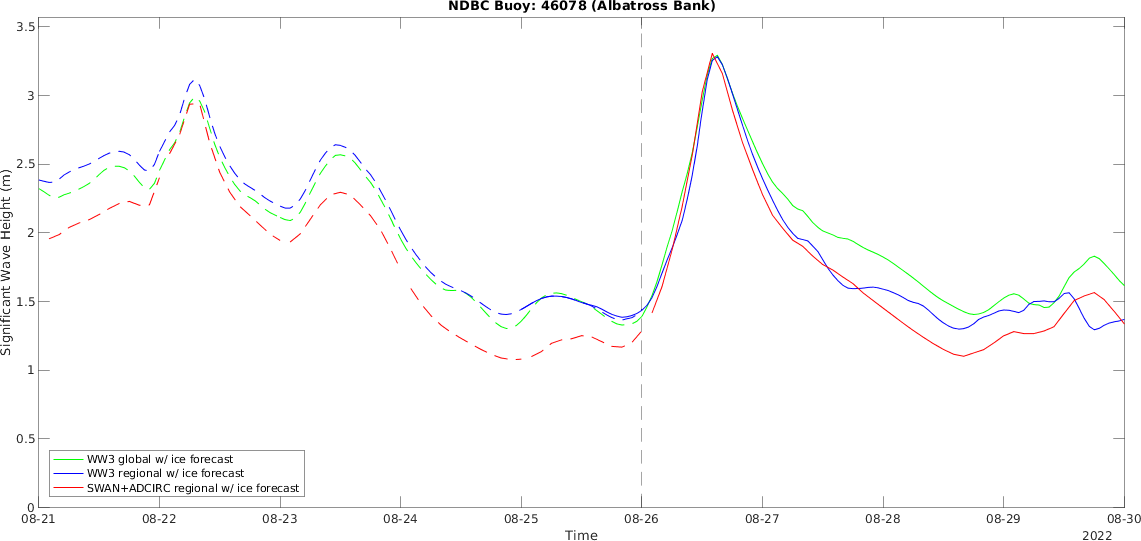 NDBC Buoy: 46078 (Albatross Bank)
3.5
3
2.5
2
1.5
1
0.5
0
Significant Wave Height (m)
WW3 global w/ ice forecast
WW3 regional w/ ice forecast
SWAN+ADCIRC regional w/ ice forecast
08-21 08-22 08-23 08-24 08-25 08-26 08-27 08-28 08-29 08-30
Time
2022